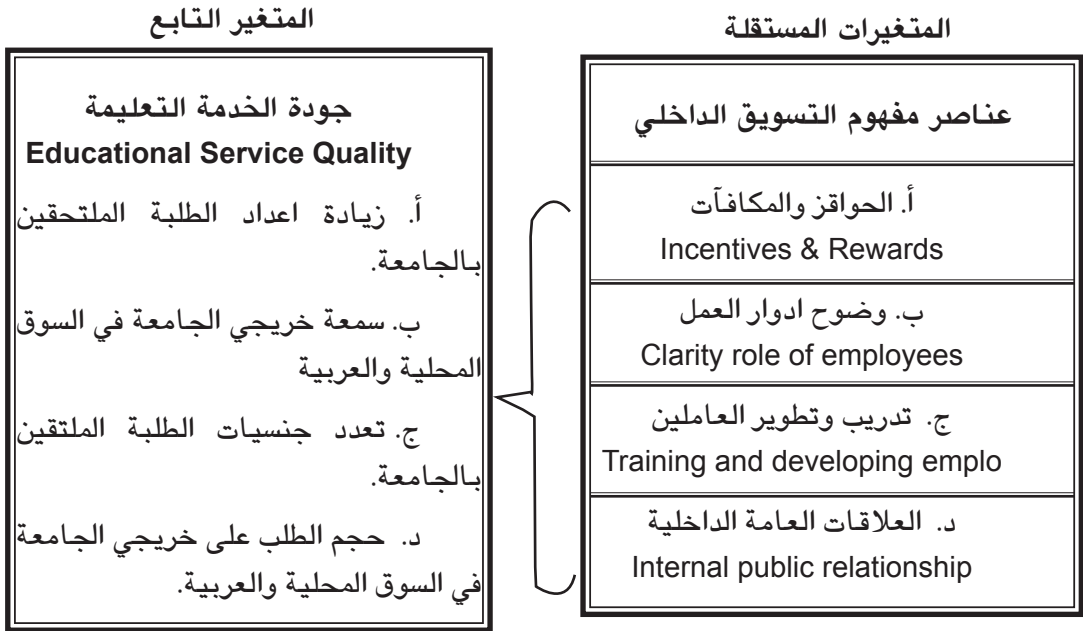 المتغيرات المستقلة
عناصر مفهوم التسويق الداخلي
أ. الحواقز والمكافآت
Incentives & Rewards
ب. وضوح ادوار العمل
Clarity role of employees
ج. تدريب وتطوير العاملين
Training and developing emplo
د. العلاقات العامة الداخلية
Internal public relationship
المتغير التابع
جودة الخدمة التعليمة
Educational Service Quality
أ. زيادة اعداد الطلبة الملتحقين
بالجامعة.
ب. سمعة خريجي الجامعة في السوق
المحلية والعربية
ج. تعدد جنسيات الطلبة الملتقين
بالجامعة.
د. حجم الطلب على خريجي الجامعة
في السوق المحلية والعربية.